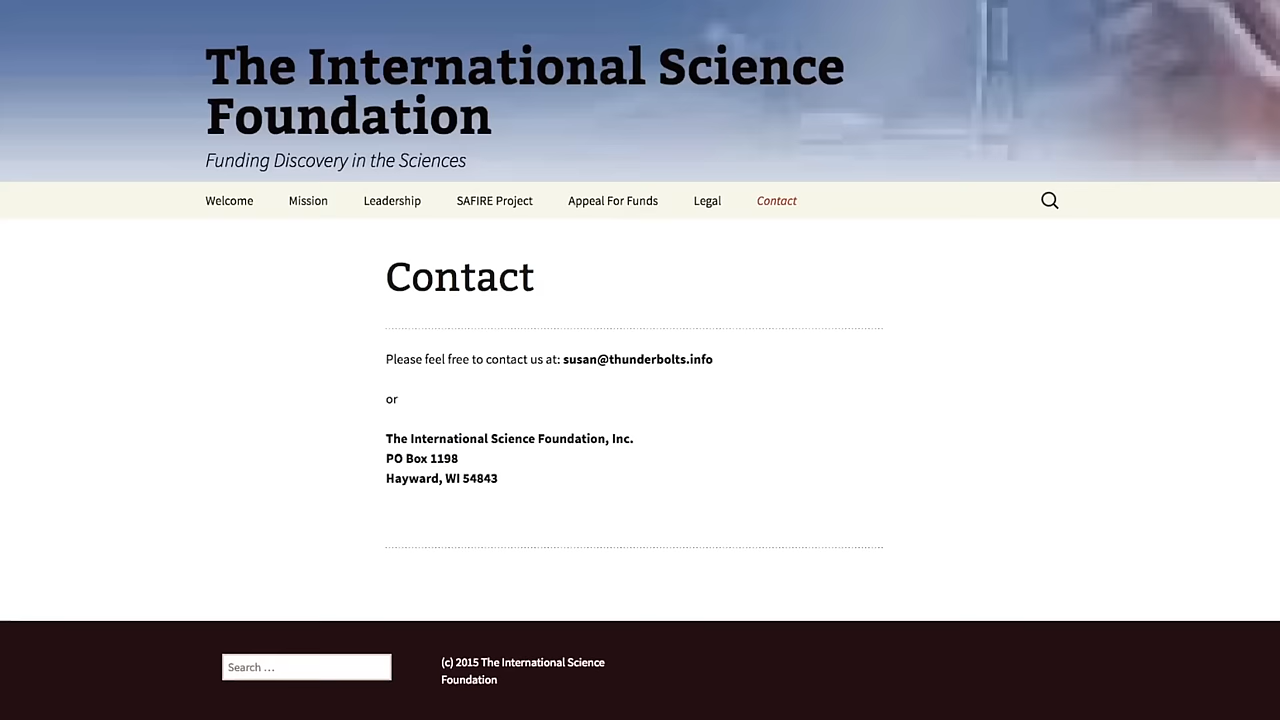 The International Science
Foundation
Funding Discovery in the Sciences
Welcome Mission Leadership SAFIRE Project Appeal For Funds Legal Contact
Contact
Please feel free to contact us at: susan@thunderbolts.info
or
The International Science Foundation, Inc.
PO Box 1198
Hayward, WI 54843
Search …
(c) 2015 The International Science
Foundation